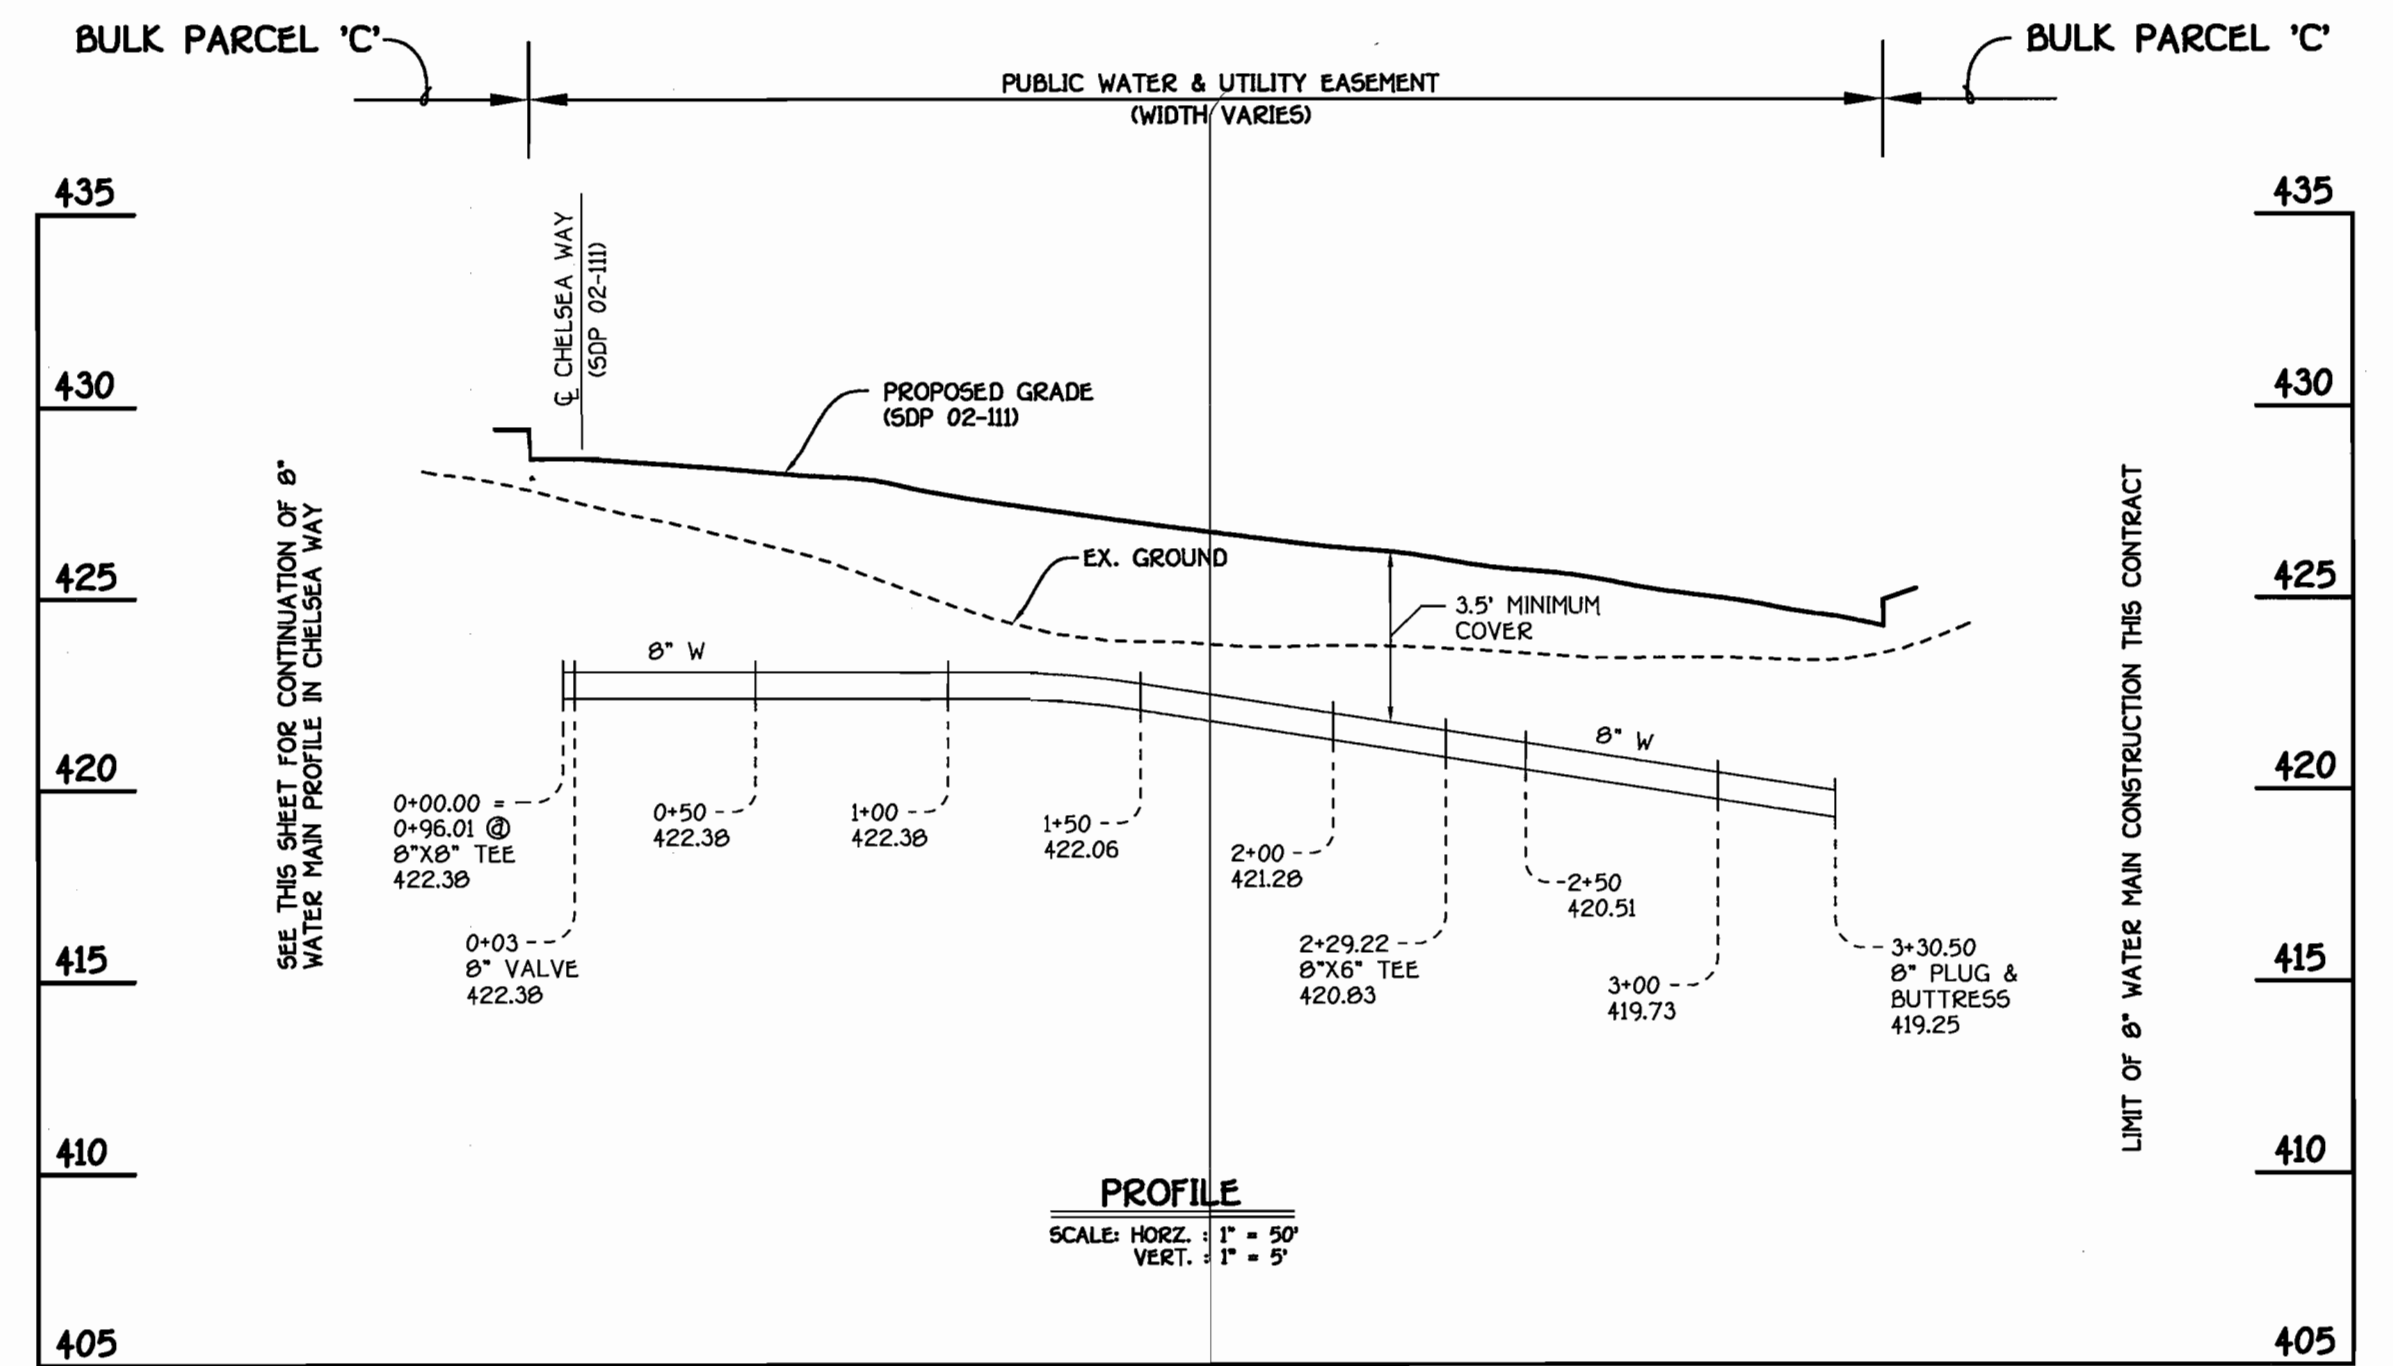 BULK PARCEL 'C'
BULK PARCEL 'C'
PUBLIC WATER & UTILITY EASEMENT
(WIDTH VARIES)
435
435
℄ CHELSEA WAY
(SDP 02-111)
430
430
PROPOSED GRADE
(SDP 02-111)
SEE THIS SHEET FOR CONTINUATION OF 8"
WATER MAIN PROFILE IN CHELSEA WAY
LIMIT OF 8" WATER MAIN CONSTRUCTION THIS CONTRACT
EX. GROUND
425
425
3.5' MINIMUM
COVER
8" W
8" W
420
420
0+00.00 =
0+96.01 @
8"X8" TEE
422.38
0+50
422.38
1+00
422.38
1+50
422.06
2+00
421.28
2+50
420.51
0+03
8" VALVE
422.38
2+29.22
8"X6" TEE
420.83
3+00
419.73
3+30.50
8" PLUG &
BUTTRESS
419.25
415
415
410
410
PROFILE
SCALE: HORZ. : 1" = 50'
VERT. : 1" = 5'
405
405